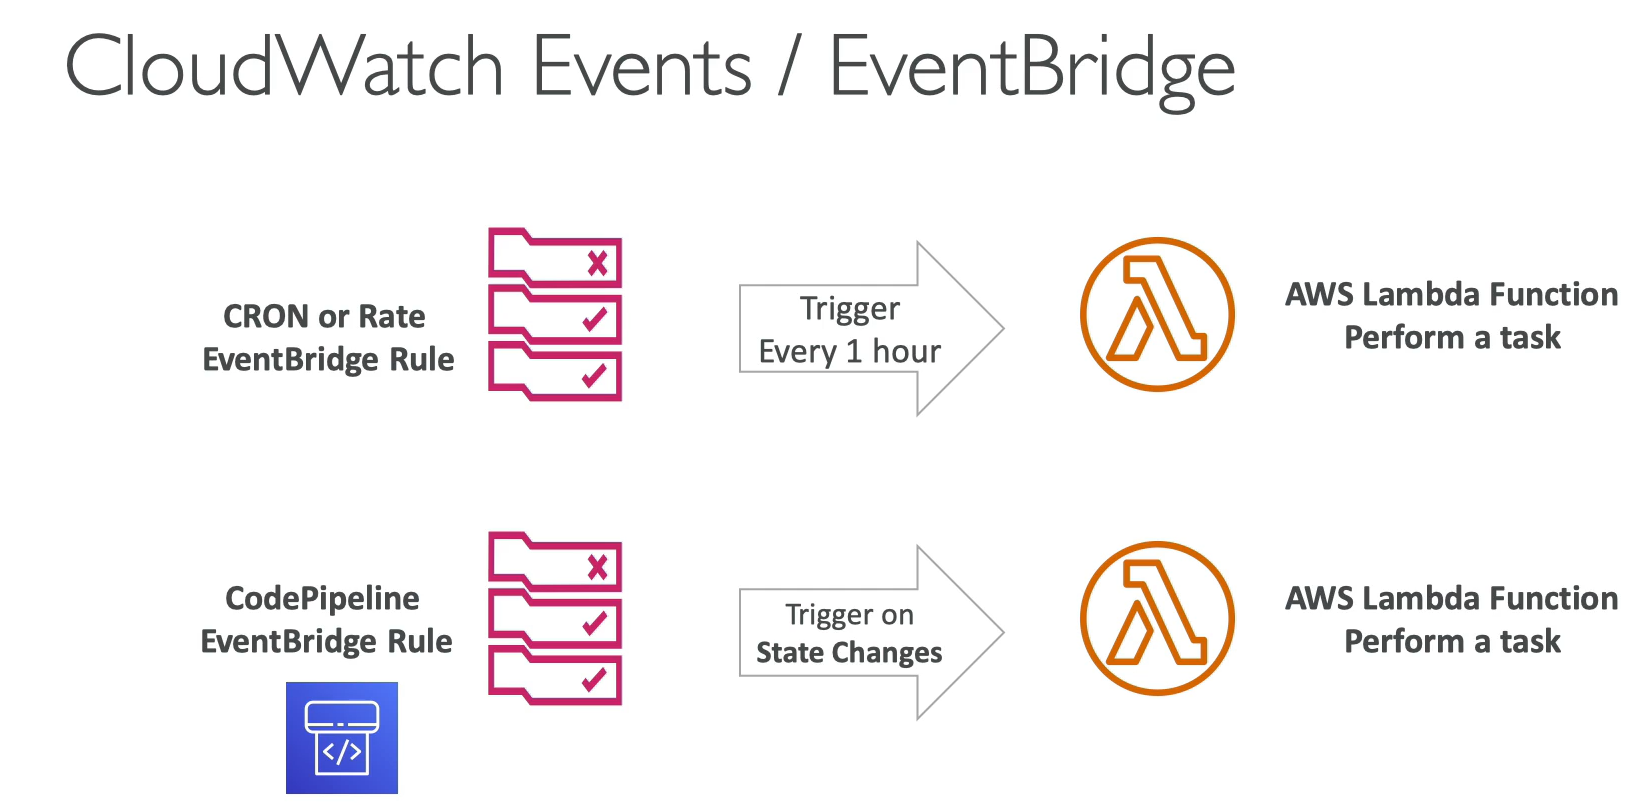 CloudWatch Events / EventBridge
CRON or Rate
EventBridge Rule
Trigger
Every 1 hour
AWS Lambda Function
Perform a task
CodePipeline
EventBridge Rule
</>
Trigger on
State Changes
AWS Lambda Function
Perform a task